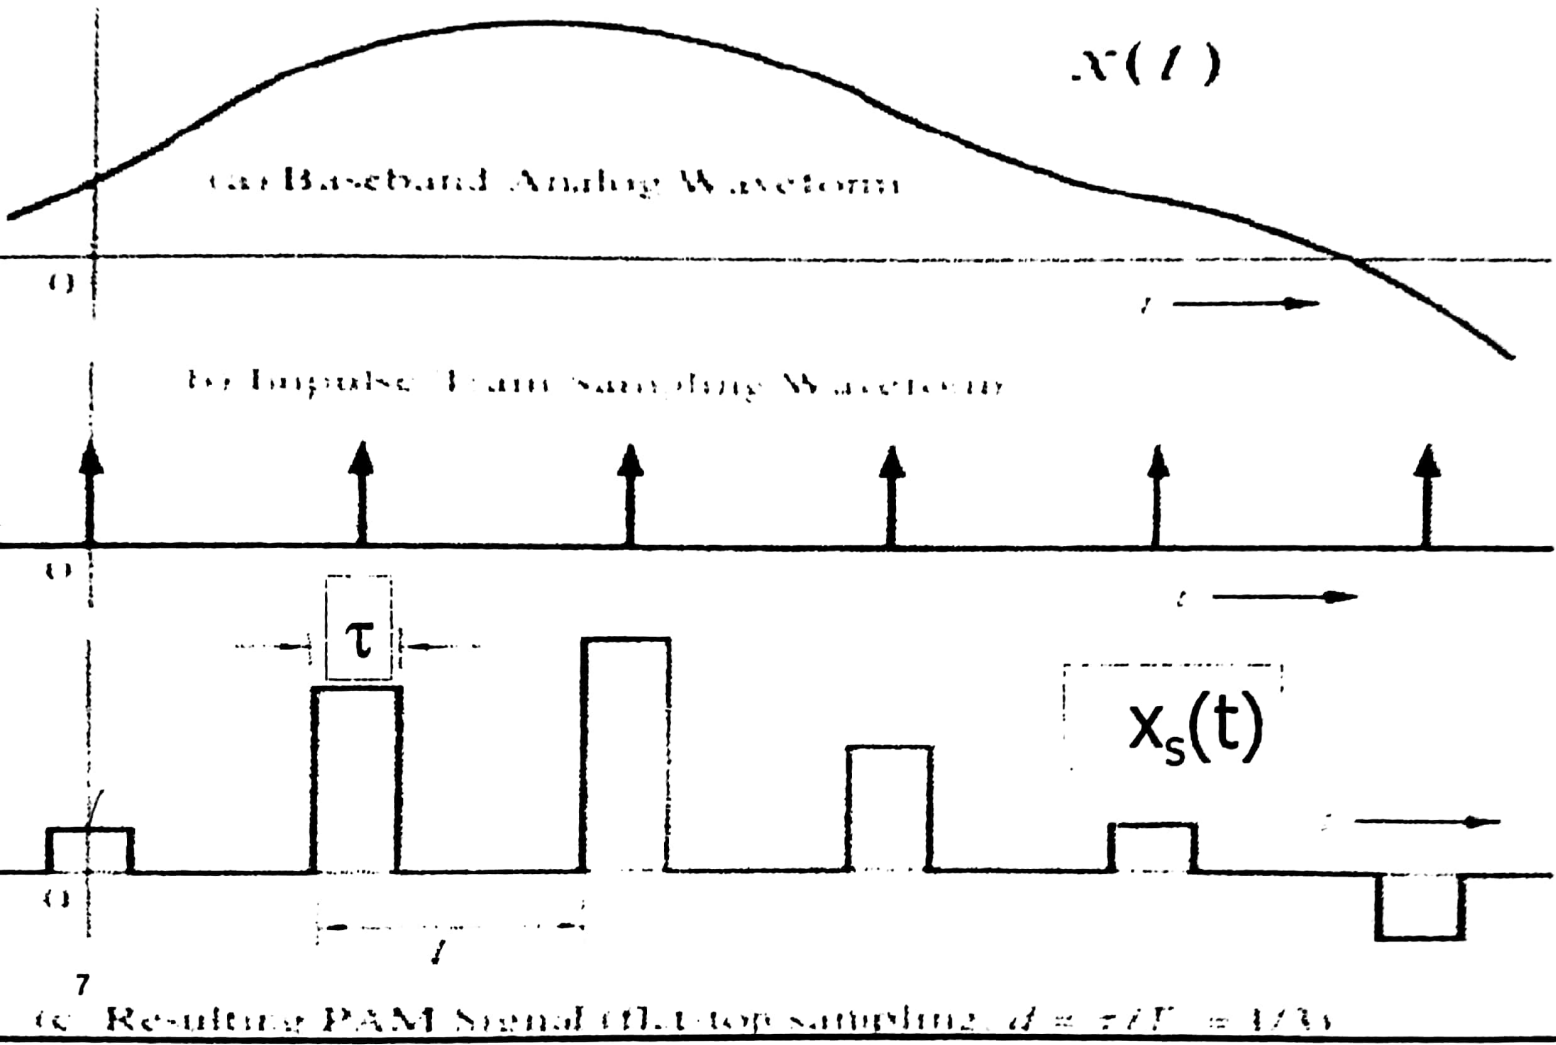 x(t)
(a) Baseband Analog Waveform
0
t
b) Impulse Train Sampling Waveform
0
t
τ
xₛ(t)
0
T
7
(c Resulting PAM Signal (flat-top sampling, d = τ/T = 1/3)